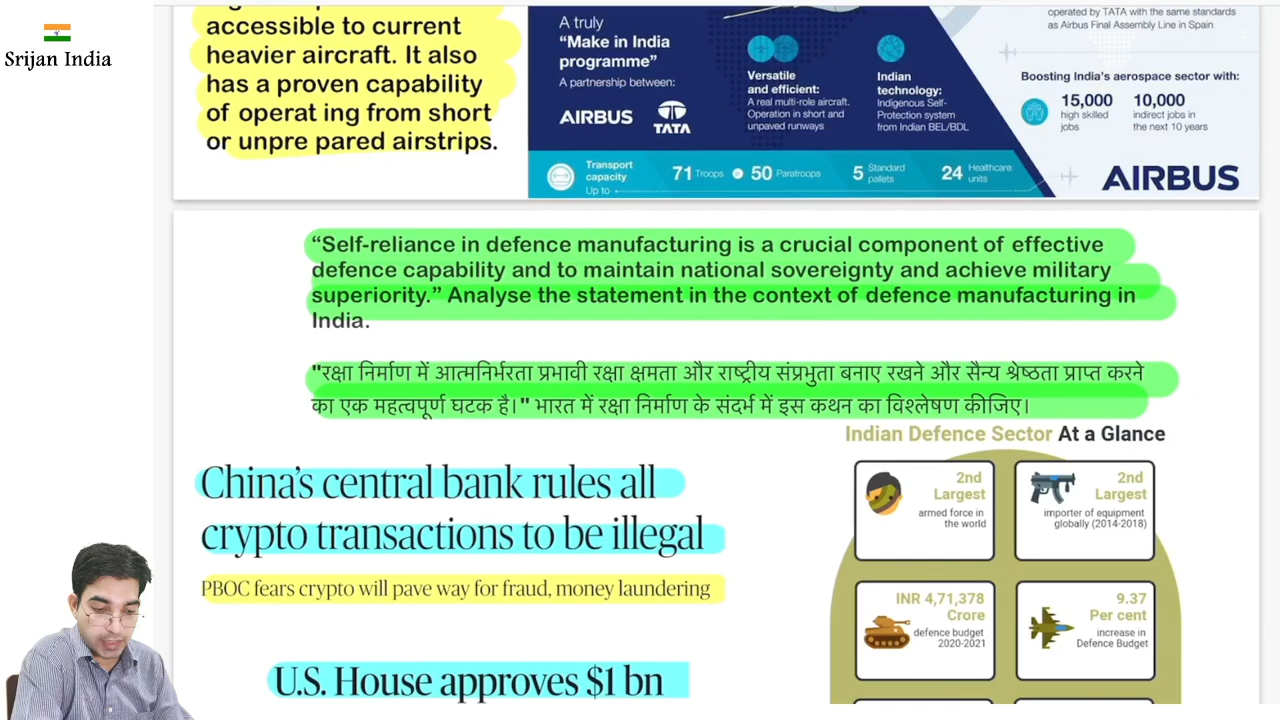 Srijan India
accessible to current
heavier aircraft. It also
has a proven capability
of operat ing from short
or unpre pared airstrips.
A truly
“Make in India
programme”
A partnership between:
AIRBUS
TATA
Versatile
and efficient:
A real multi-role aircraft.
Operation in short and
unpaved runways
Indian
technology:
Indigenous Self-
Protection system
from Indian BEL/BDL
operated by TATA with the same standards
as Airbus Final Assembly Line in Spain
Boosting India's aerospace sector with:
15,000
high skilled
jobs
10,000
indirect jobs in
the next 10 years
Transport
capacity
Up to
71 Troops
50 Paratroops
5 Standard
pallets
24 Healthcare
units
AIRBUS
“Self-reliance in defence manufacturing is a crucial component of effective
defence capability and to maintain national sovereignty and achieve military
superiority.” Analyse the statement in the context of defence manufacturing in
India.
"रक्षा निर्माण में आत्मनिर्भरता प्रभावी रक्षा क्षमता और राष्ट्रीय संप्रभुता बनाए रखने और सैन्य श्रेष्ठता प्राप्त करने
का एक महत्वपूर्ण घटक है।" भारत में रक्षा निर्माण के संदर्भ में इस कथन का विश्लेषण कीजिए।
China's central bank rules all
crypto transactions to be illegal
PBOC fears crypto will pave way for fraud, money laundering
U.S. House approves $1 bn
Indian Defence Sector At a Glance
2nd
Largest
armed force in
the world
2nd
Largest
importer of equipment
globally (2014-2018)
INR 4,71,378
Crore
defence budget
2020-2021
9.37
Per cent
increase in
Defence Budget